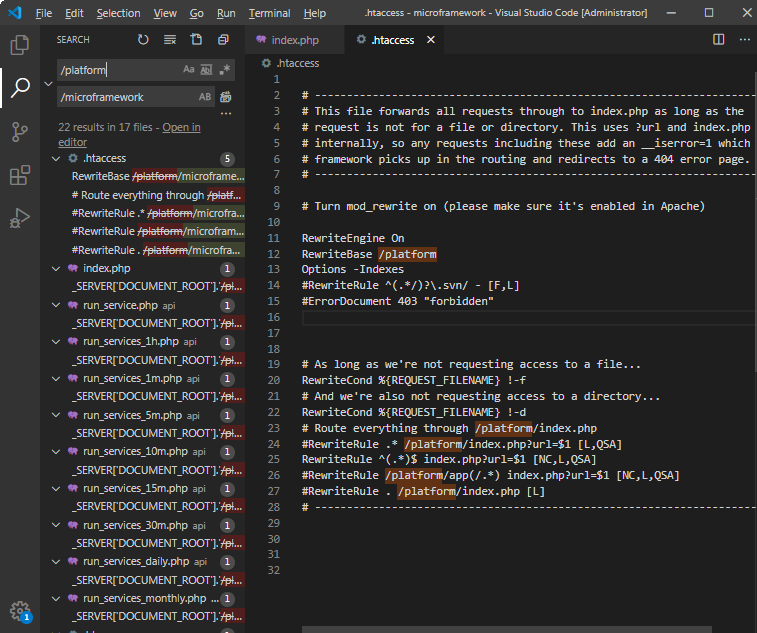 File Edit Selection View Go Run Terminal Help .htaccess - microframework - Visual Studio Code [Administrator]
SEARCH
/platform
Aa ab .*
/microframework AB
22 results in 17 files - Open in
editor
.htaccess 5
RewriteBase /platform/microframe...
# Route everything through /platf...
#RewriteRule .* /platform/microfra...
#RewriteRule /platform/microfram...
#RewriteRule . /platform/microfra...
index.php 1
_SERVER['DOCUMENT_ROOT'].'/pl...
run_service.php api 1
_SERVER['DOCUMENT_ROOT'].'/pl...
run_services_1h.php api 1
_SERVER['DOCUMENT_ROOT'].'/pl...
run_services_1m.php api 1
_SERVER['DOCUMENT_ROOT'].'/pl...
run_services_5m.php api 1
_SERVER['DOCUMENT_ROOT'].'/pl...
run_services_10m.php api 1
_SERVER['DOCUMENT_ROOT'].'/pl...
run_services_15m.php api 1
_SERVER['DOCUMENT_ROOT'].'/pl...
run_services_30m.php api 1
_SERVER['DOCUMENT_ROOT'].'/pl...
run_services_daily.php api 1
_SERVER['DOCUMENT_ROOT'].'/pl...
run_services_monthly.php ... 1
_SERVER['DOCUMENT_ROOT'].'/pl...
1
index.php .htaccess
.htaccess
1
2 # --------------------------------------------------------------------
3 # This file forwards all requests through to index.php as long as the
4 # request is not for a file or directory. This uses ?url and index.php
5 # internally, so any requests including these add an __iserror=1 which
6 # framework picks up in the routing and redirects to a 404 error page.
7 # --------------------------------------------------------------------
8
9 # Turn mod_rewrite on (please make sure it's enabled in Apache)
10
11 RewriteEngine On
12 RewriteBase /platform
13 Options -Indexes
14 #RewriteRule ^(.*/)?\.svn/ - [F,L]
15 #ErrorDocument 403 "forbidden"
16
17
18
19 # As long as we're not requesting access to a file...
20 RewriteCond %{REQUEST_FILENAME} !-f
21 # And we're also not requesting access to a directory...
22 RewriteCond %{REQUEST_FILENAME} !-d
23 # Route everything through /platform/index.php
24 #RewriteRule .* /platform/index.php?url=$1 [L,QSA]
25 RewriteRule ^(.*)$ index.php?url=$1 [NC,L,QSA]
26 #RewriteRule /platform/app(/.*) index.php?url=$1 [NC,L,QSA]
27 #RewriteRule . /platform/index.php [L]
28 # --------------------------------------------------------------------
29
30
31
32